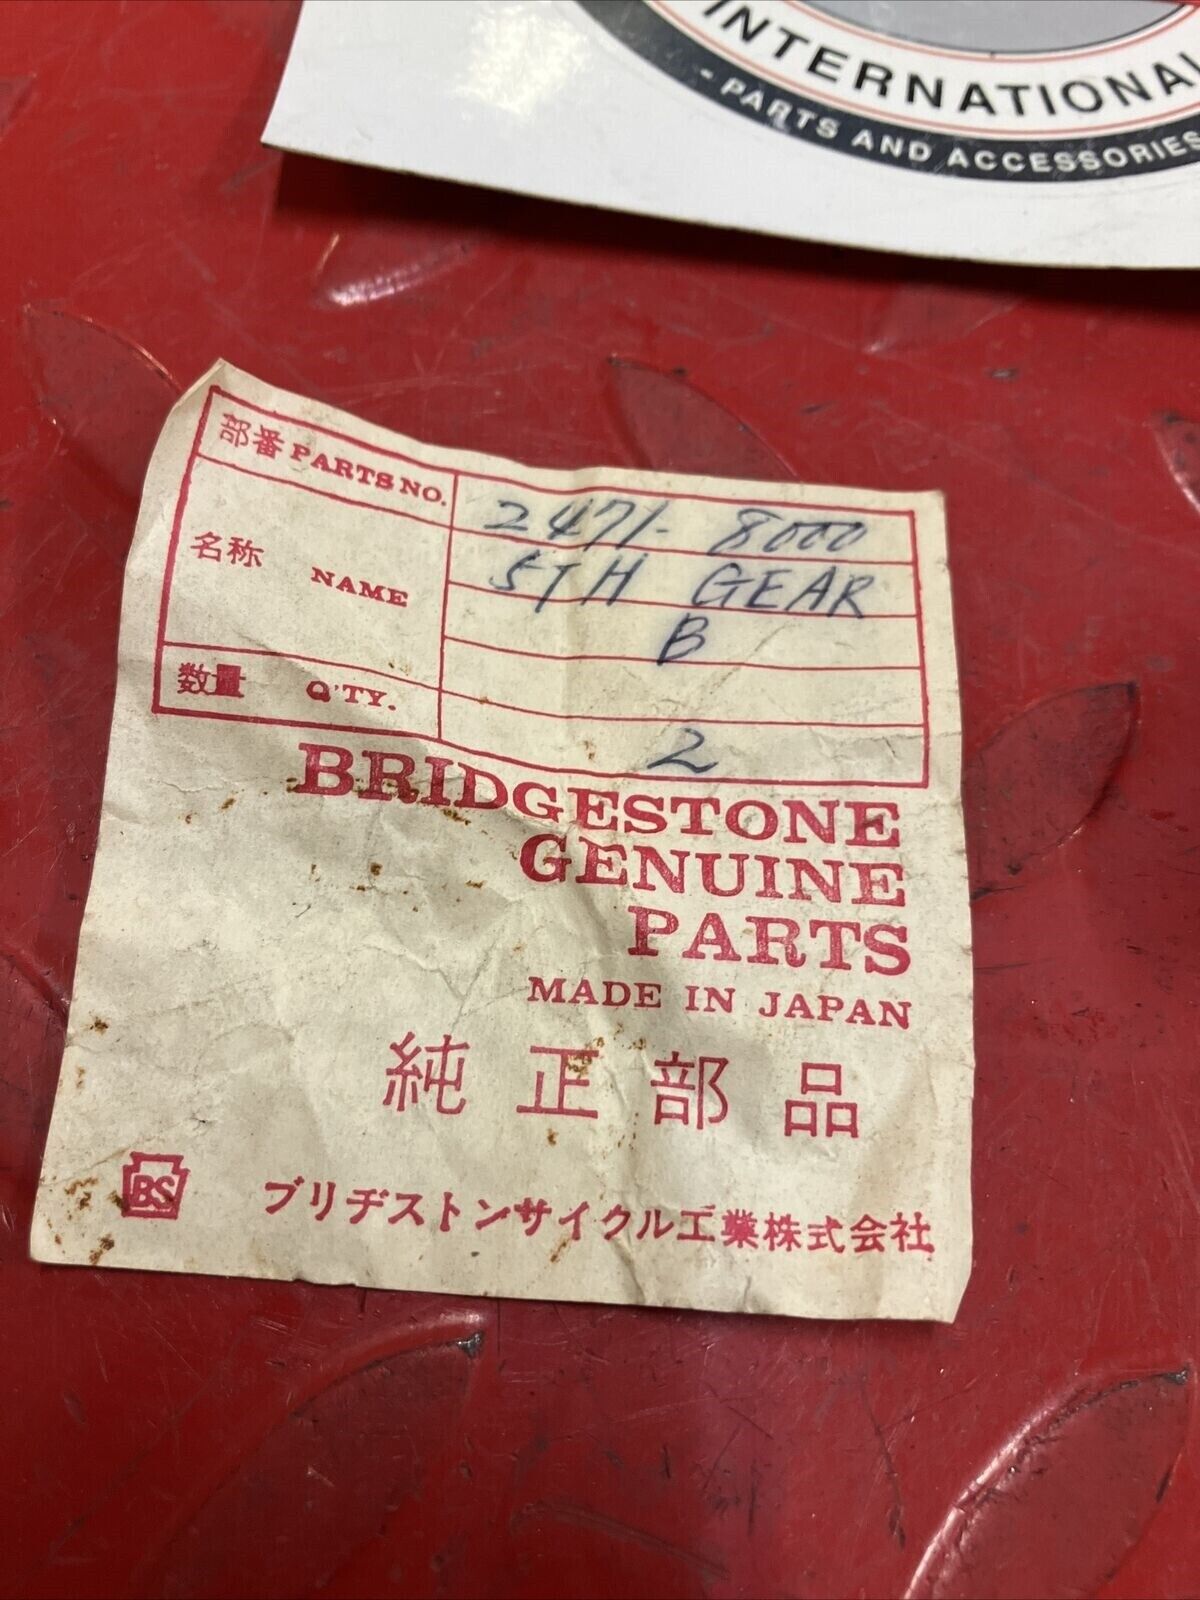 INTERNATIONAL
- PARTS AND ACCESSORIES
部番 PARTS NO. 2471-8000
名称 NAME 5TH GEAR
B
数量 Q'TY. 2
BRIDGESTONE
GENUINE
PARTS
MADE IN JAPAN
純正部品
BS ブリヂストンサイクル工業株式会社